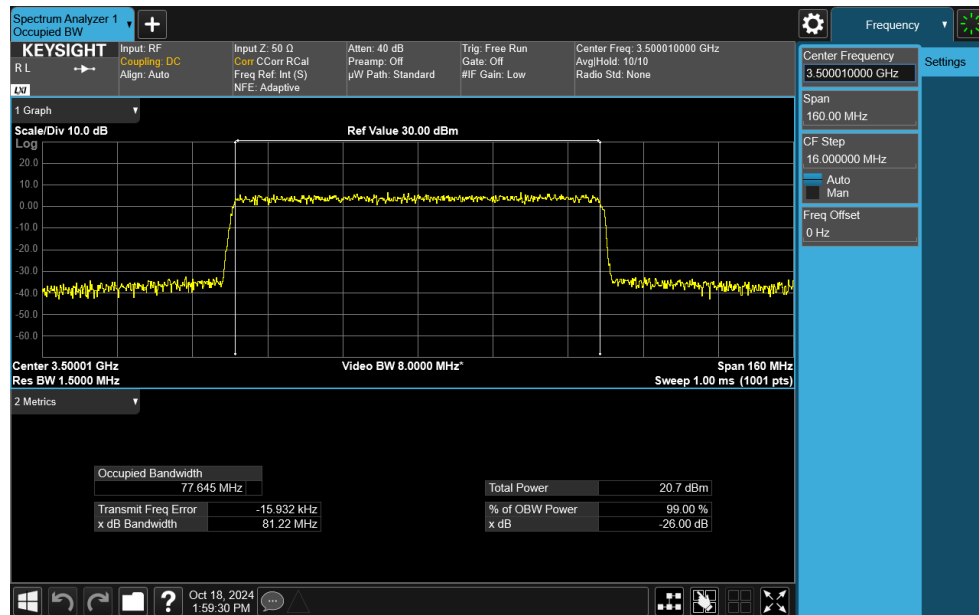 Spectrum Analyzer 1
Occupied BW
Frequency
KEYSIGHT
R L
LXI
Input: RF
Coupling: DC
Align: Auto
Input Z: 50 Ω
Corr CCorr RCal
Freq Ref: Int (S)
NFE: Adaptive
Atten: 40 dB
Preamp: Off
µW Path: Standard
Trig: Free Run
Gate: Off
#IF Gain: Low
Center Freq: 3.500010000 GHz
Avg|Hold: 10/10
Radio Std: None
Center Frequency
3.500010000 GHz
Settings
Span
160.00 MHz
CF Step
16.000000 MHz
Auto
Man
Freq Offset
0 Hz
1 Graph
Scale/Div 10.0 dB
Ref Value 30.00 dBm
Log
20.0
10.0
0.00
-10.0
-20.0
-30.0
-40.0
-50.0
-60.0
Center 3.50001 GHz
Video BW 8.0000 MHz*
Span 160 MHz
Res BW 1.5000 MHz
Sweep 1.00 ms (1001 pts)
2 Metrics
Occupied Bandwidth
77.645 MHz
Total Power 20.7 dBm
Transmit Freq Error -15.932 kHz
% of OBW Power 99.00 %
x dB Bandwidth 81.22 MHz
x dB -26.00 dB
?
Oct 18, 2024
1:59:30 PM